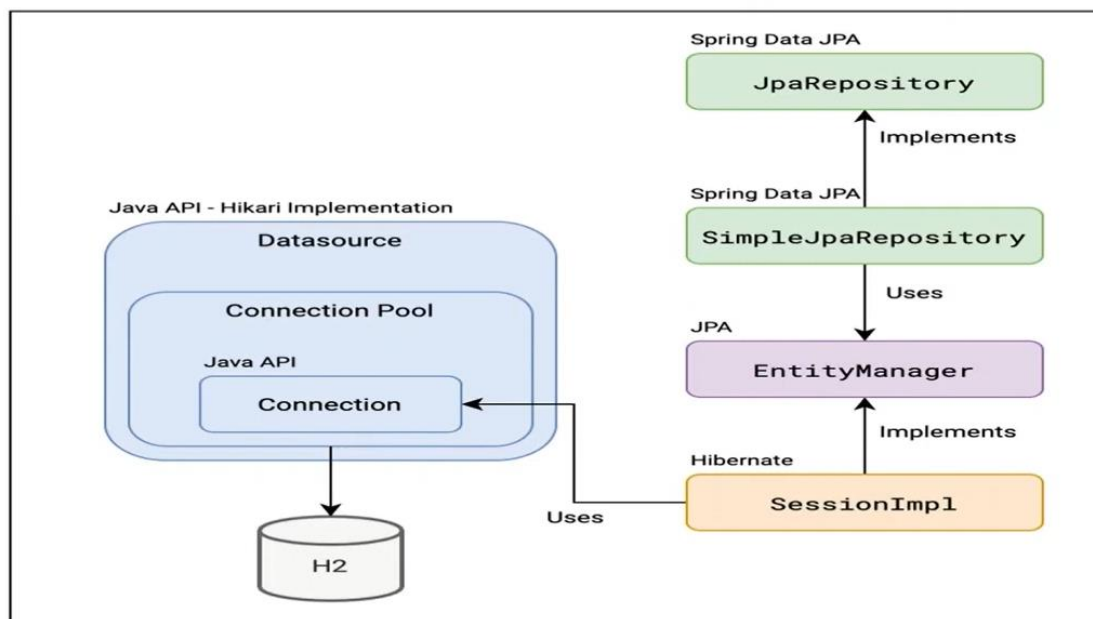 Spring Data JPA
JpaRepository
Implements
Spring Data JPA
SimpleJpaRepository
Uses
JPA
EntityManager
Implements
Hibernate
SessionImpl
Uses
Java API - Hikari Implementation
Datasource
Connection Pool
Java API
Connection
H2